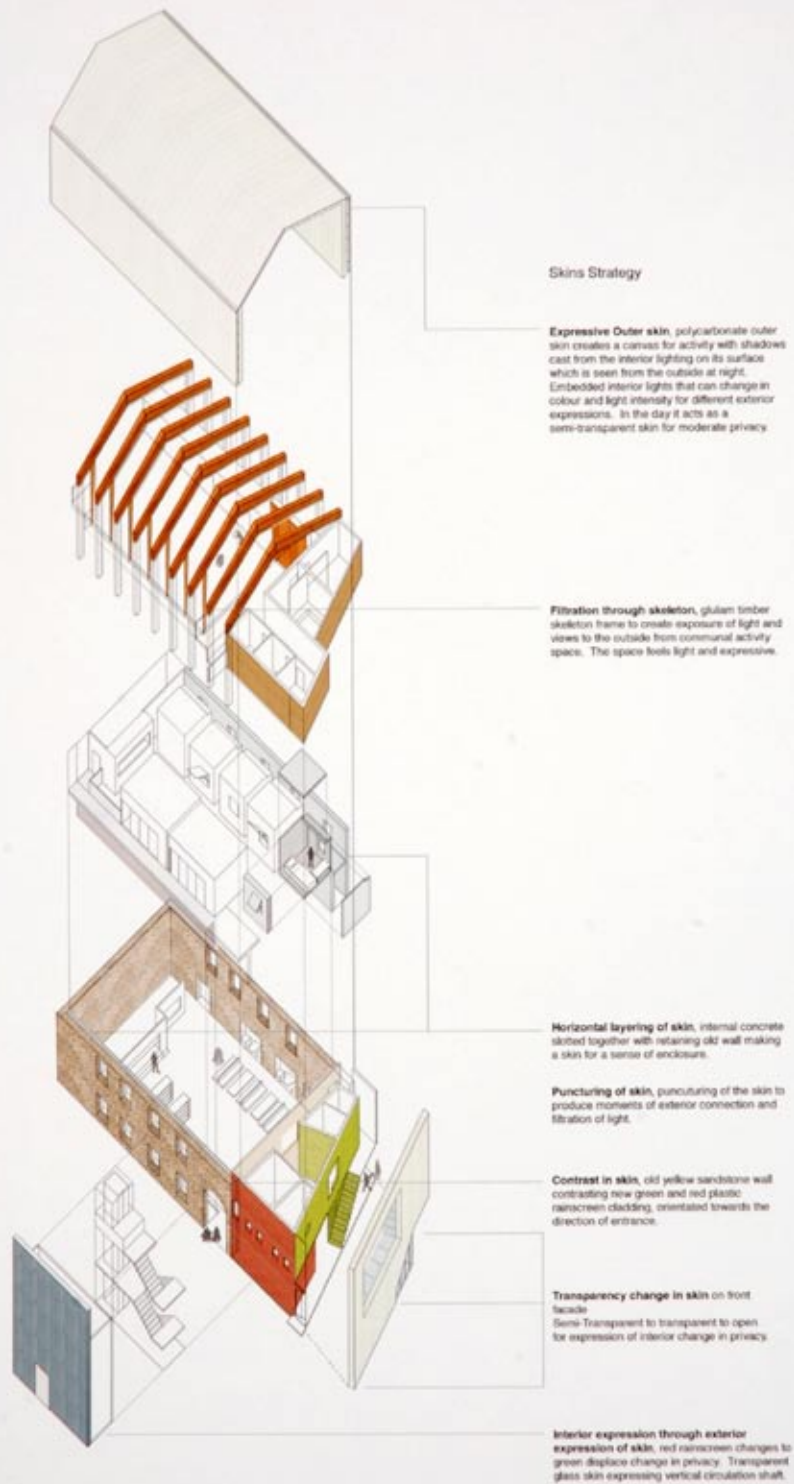 Skins Strategy
Expressive Outer skin, polycarbonate outer
skin creates a canvas for activity with shadows
cast from the interior lighting on its surface
which is seen from the outside at night.
Embedded interior lights that can change in
colour and light intensity for different exterior
expressions. In the day it acts as a
semi-transparent skin for moderate privacy.
Filtration through skeleton, glulam timber
skeleton frame to create exposure of light and
views to the outside from communal activity
space. The space feels light and expressive.
Horizontal layering of skin, internal concrete
slotted together with retaining old wall making
a skin for a sense of enclosure.
Puncturing of skin, puncuturing of the skin to
produce moments of exterior connection and
filtration of light.
Contrast in skin, old yellow sandstone wall
contrasting new green and red plastic
rainscreen cladding, orientated towards the
direction of entrance.
Transparency change in skin on front
facade
Semi-Transparent to transparent to open
for expression of interior change in privacy.
Interior expression through exterior
expression of skin, red rainscreen changes to
green displace change in privacy. Transparent
glass skin expressing vertical circulation shaft.